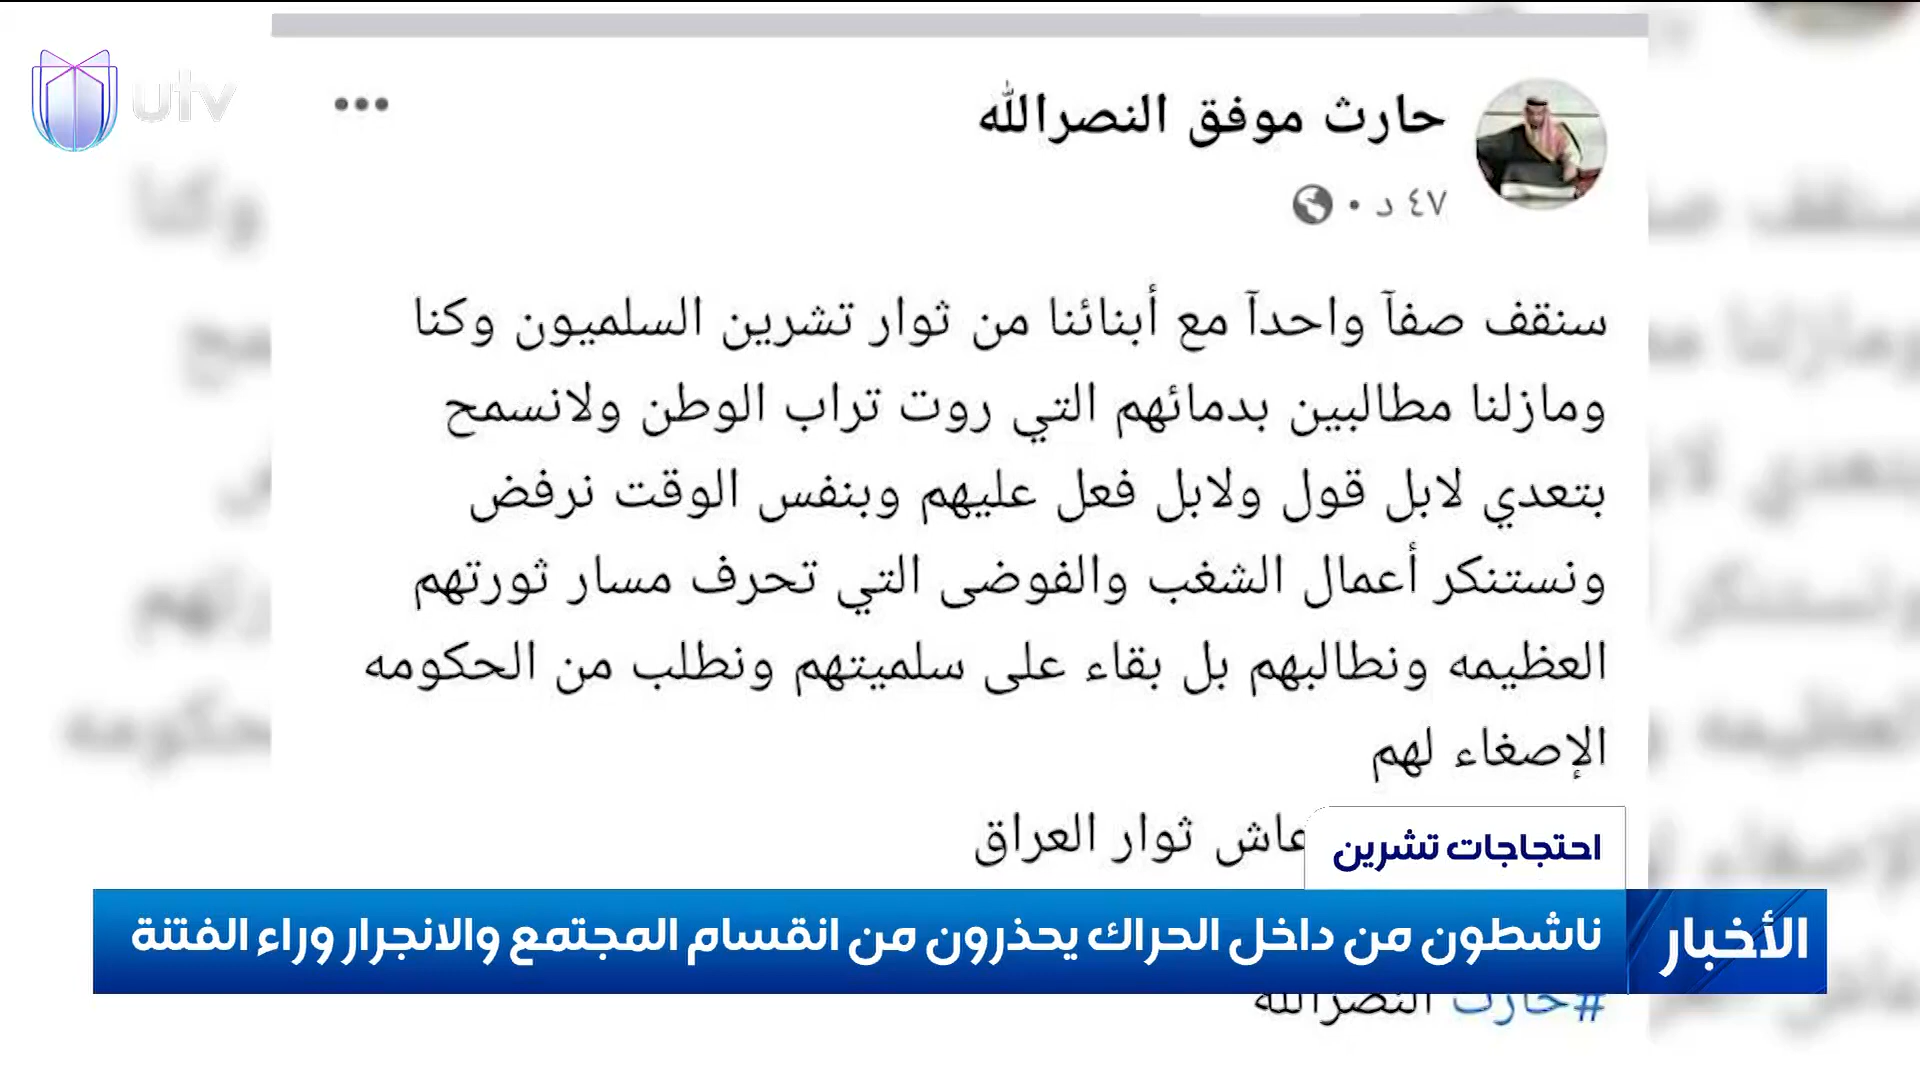 utv
حارث موفق النصرالله
٤٧ د •
سنقف صفآ واحدآ مع أبنائنا من ثوار تشرين السلميون وكنا
ومازلنا مطالبين بدمائهم التي روت تراب الوطن ولانسمح
بتعدي لابل قول ولابل فعل عليهم وبنفس الوقت نرفض
ونستنكر أعمال الشغب والفوضى التي تحرف مسار ثورتهم
العظيمه ونطالبهم بل بقاء على سلميتهم ونطلب من الحكومه
الإصغاء لهم
عاش ثوار العراق
احتجاجات تشرين
الأخبار
ناشطون من داخل الحراك يحذرون من انقسام المجتمع والانجرار وراء الفتنة
#حارث النصرالله